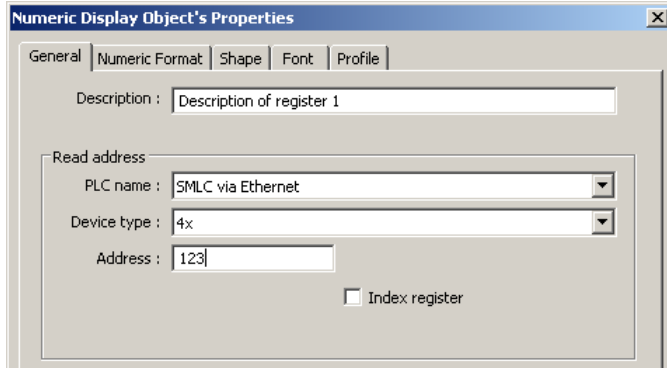 Numeric Display Object's Properties
General Numeric Format Shape Font Profile
Description : Description of register 1
Read address
PLC name : SMLC via Ethernet
Device type : 4x
Address : 123
Index register